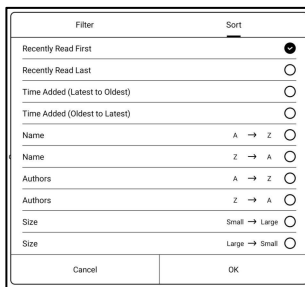 Filter Sort
Recently Read First
Recently Read Last
Time Added (Latest to Oldest)
Time Added (Oldest to Latest)
Name A → Z
Name Z → A
Authors A → Z
Authors Z → A
Size Small → Large
Size Large → Small
Cancel OK